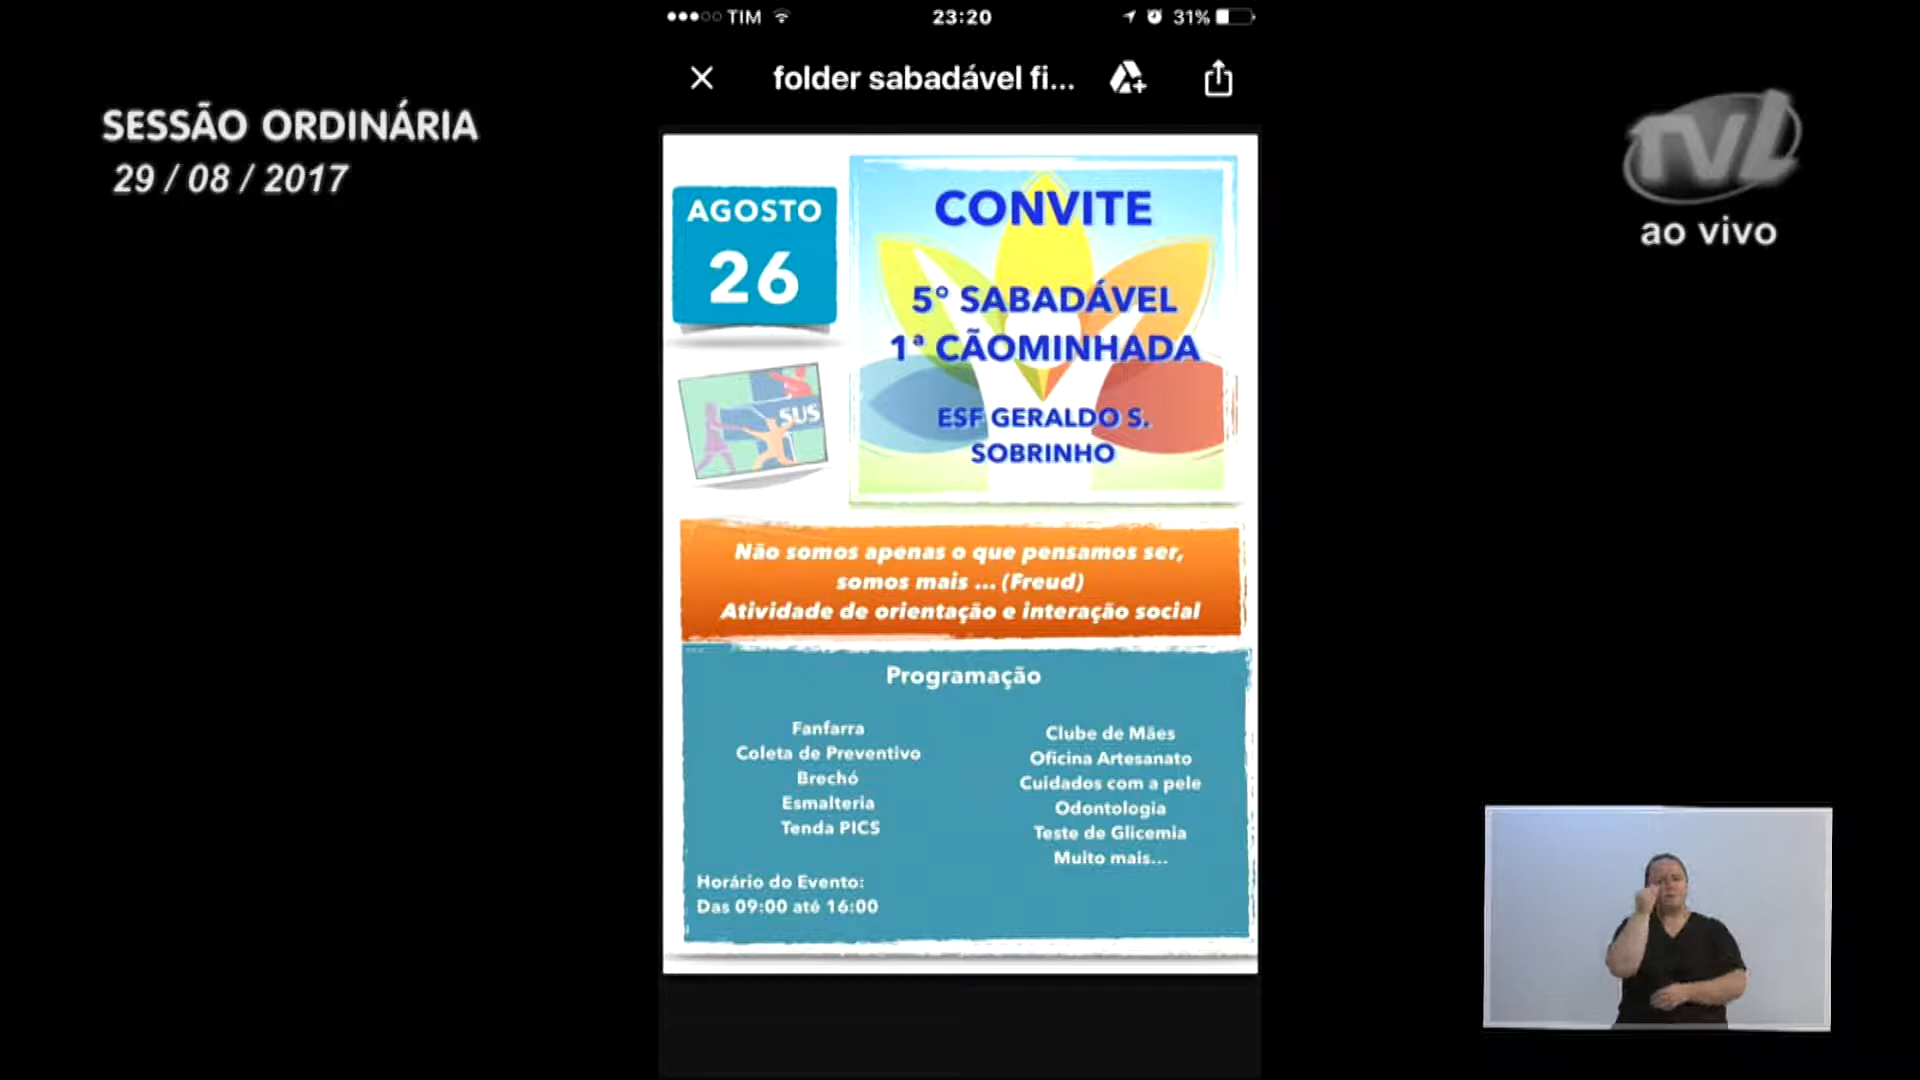 TIM
23:20
31%
folder sabadável fi...
SESSÃO ORDINÁRIA
29 / 08 / 2017
TVL
ao vivo
AGOSTO
26
SUS
CONVITE
5º SABADÁVEL
1ª CÃOMINHADA
ESF GERALDO S.
SOBRINHO
Não somos apenas o que pensamos ser,
somos mais ... (Freud)
Atividade de orientação e interação social
Programação
Fanfarra
Coleta de Preventivo
Brechó
Esmalteria
Tenda PICS
Clube de Mães
Oficina Artesanato
Cuidados com a pele
Odontologia
Teste de Glicemia
Muito mais...
Horário do Evento:
Das 09:00 até 16:00